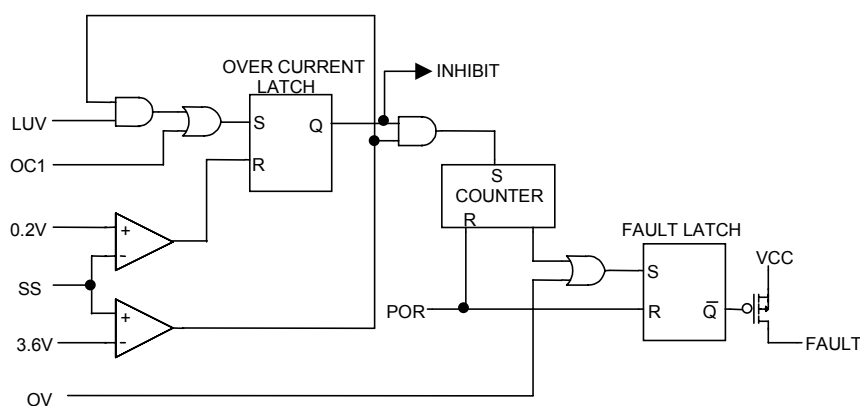 OVER CURRENT
LATCH
INHIBIT
LUV
S
Q
OC1
R
S
COUNTER
R
0.2V
+
-
FAULT LATCH
VCC
S
SS
POR
R
Q̅
+
3.6V
-
FAULT
OV